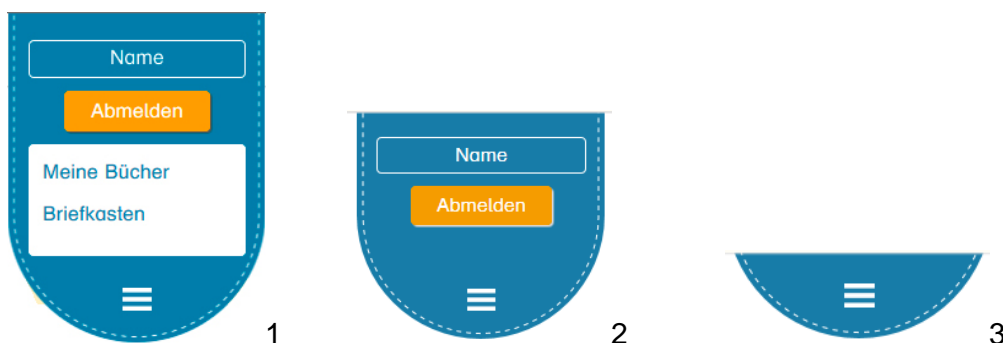 Name
Abmelden
Meine Bücher
Briefkasten
1
Name
Abmelden
2
3